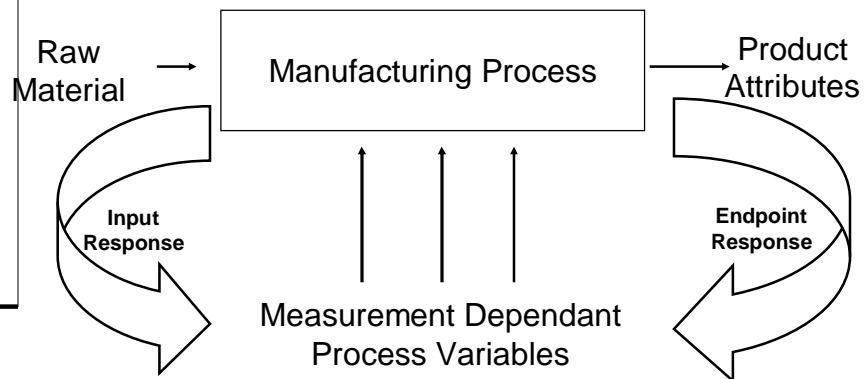 Raw
Material
Manufacturing Process
Product
Attributes
Input
Response
Endpoint
Response
Measurement Dependant
Process Variables